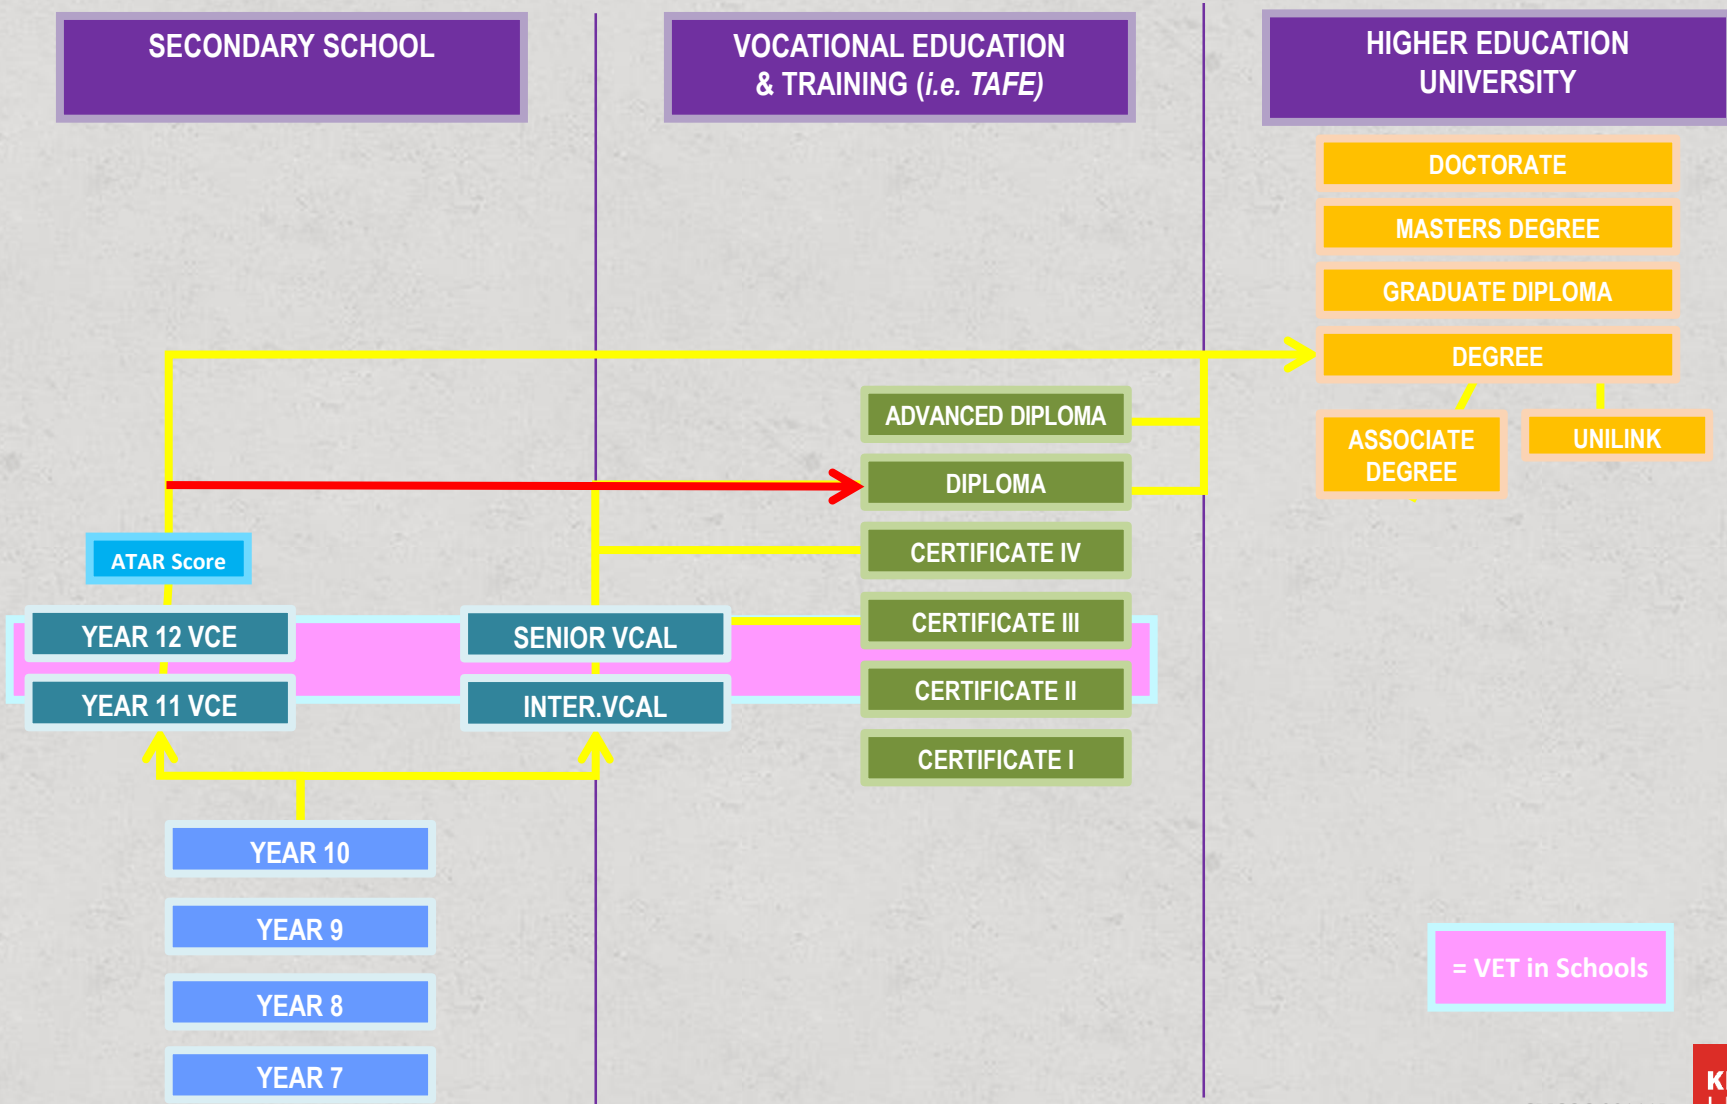 SECONDARY SCHOOL
VOCATIONAL EDUCATION
& TRAINING (i.e. TAFE)
HIGHER EDUCATION
UNIVERSITY
DOCTORATE
MASTERS DEGREE
GRADUATE DIPLOMA
DEGREE
ASSOCIATE
DEGREE
UNILINK
ADVANCED DIPLOMA
DIPLOMA
CERTIFICATE IV
CERTIFICATE III
CERTIFICATE II
CERTIFICATE I
ATAR Score
YEAR 12 VCE
SENIOR VCAL
YEAR 11 VCE
INTER.VCAL
YEAR 10
YEAR 9
YEAR 8
YEAR 7
= VET in Schools